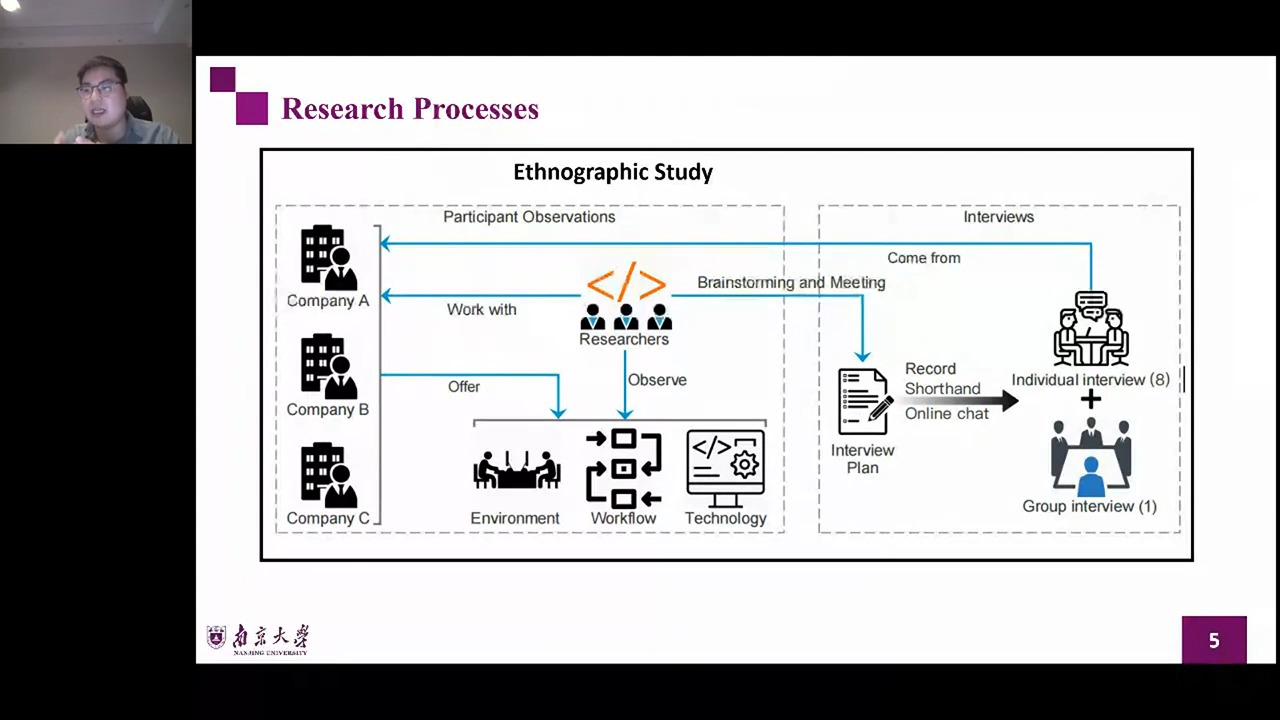 Research Processes
Ethnographic Study
Participant Observations
Interviews
Come from
Brainstorming and Meeting
Company A
Work with
Researchers
Offer
Observe
Company B
Record
Shorthand
Online chat
Individual interview (8)
+
Interview
Plan
Company C
Environment
Workflow
Technology
Group interview (1)
南京大学
NANJING UNIVERSITY
5